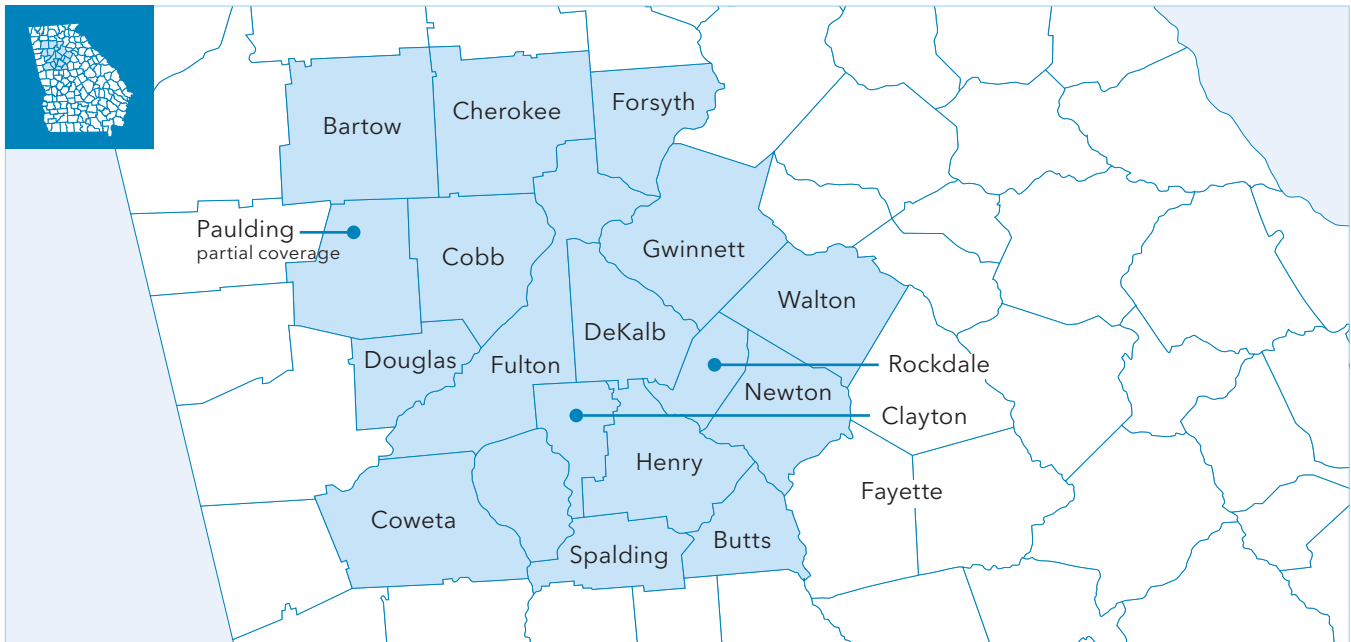 Forsyth
Cherokee
Bartow
Paulding
partial coverage
Gwinnett
Cobb
Walton
DeKalb
Douglas
Fulton
Rockdale
Newton
Clayton
Henry
Fayette
Coweta
Butts
Spalding